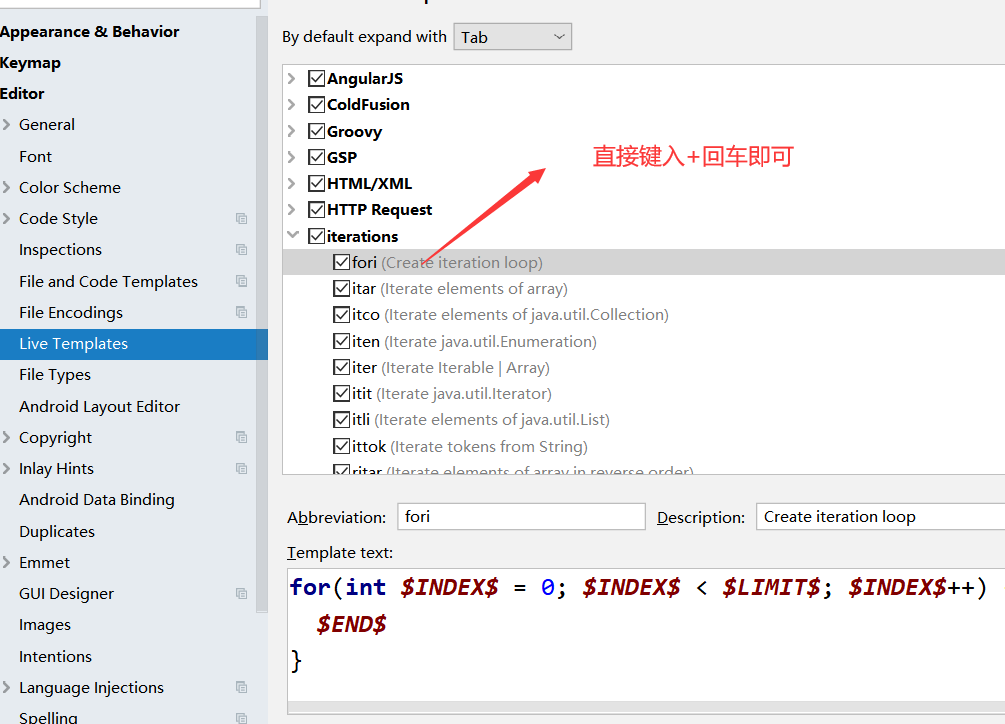 Appearance & Behavior
Keymap
Editor
General
Font
Color Scheme
Code Style
Inspections
File and Code Templates
File Encodings
Live Templates
File Types
Android Layout Editor
Copyright
Inlay Hints
Android Data Binding
Duplicates
Emmet
GUI Designer
Images
Intentions
Language Injections
Spelling
By default expand with Tab
AngularJS
ColdFusion
Groovy
GSP
HTML/XML
HTTP Request
iterations
fori (Create iteration loop)
itar (Iterate elements of array)
itco (Iterate elements of java.util.Collection)
iten (Iterate java.util.Enumeration)
iter (Iterate Iterable | Array)
itit (Iterate java.util.Iterator)
itli (Iterate elements of java.util.List)
ittok (Iterate tokens from String)
ritar (Iterate elements of array in reverse order)
直接键入+回车即可
Abbreviation: fori Description: Create iteration loop
Template text:
for(int $INDEX$ = 0; $INDEX$ < $LIMIT$; $INDEX$++)
$END$
}